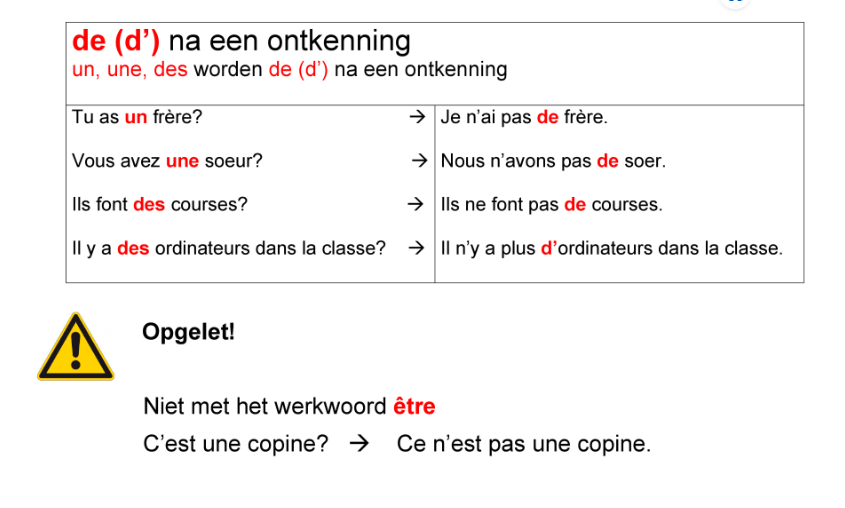 de (d’) na een ontkenning
un, une, des worden de (d’) na een ontkenning
Tu as un frère? → Je n’ai pas de frère.
Vous avez une soeur? → Nous n’avons pas de soer.
Ils font des courses? → Ils ne font pas de courses.
Il y a des ordinateurs dans la classe? → Il n’y a plus d’ordinateurs dans la classe.
Opgelet!
Niet met het werkwoord être
C’est une copine? → Ce n’est pas une copine.